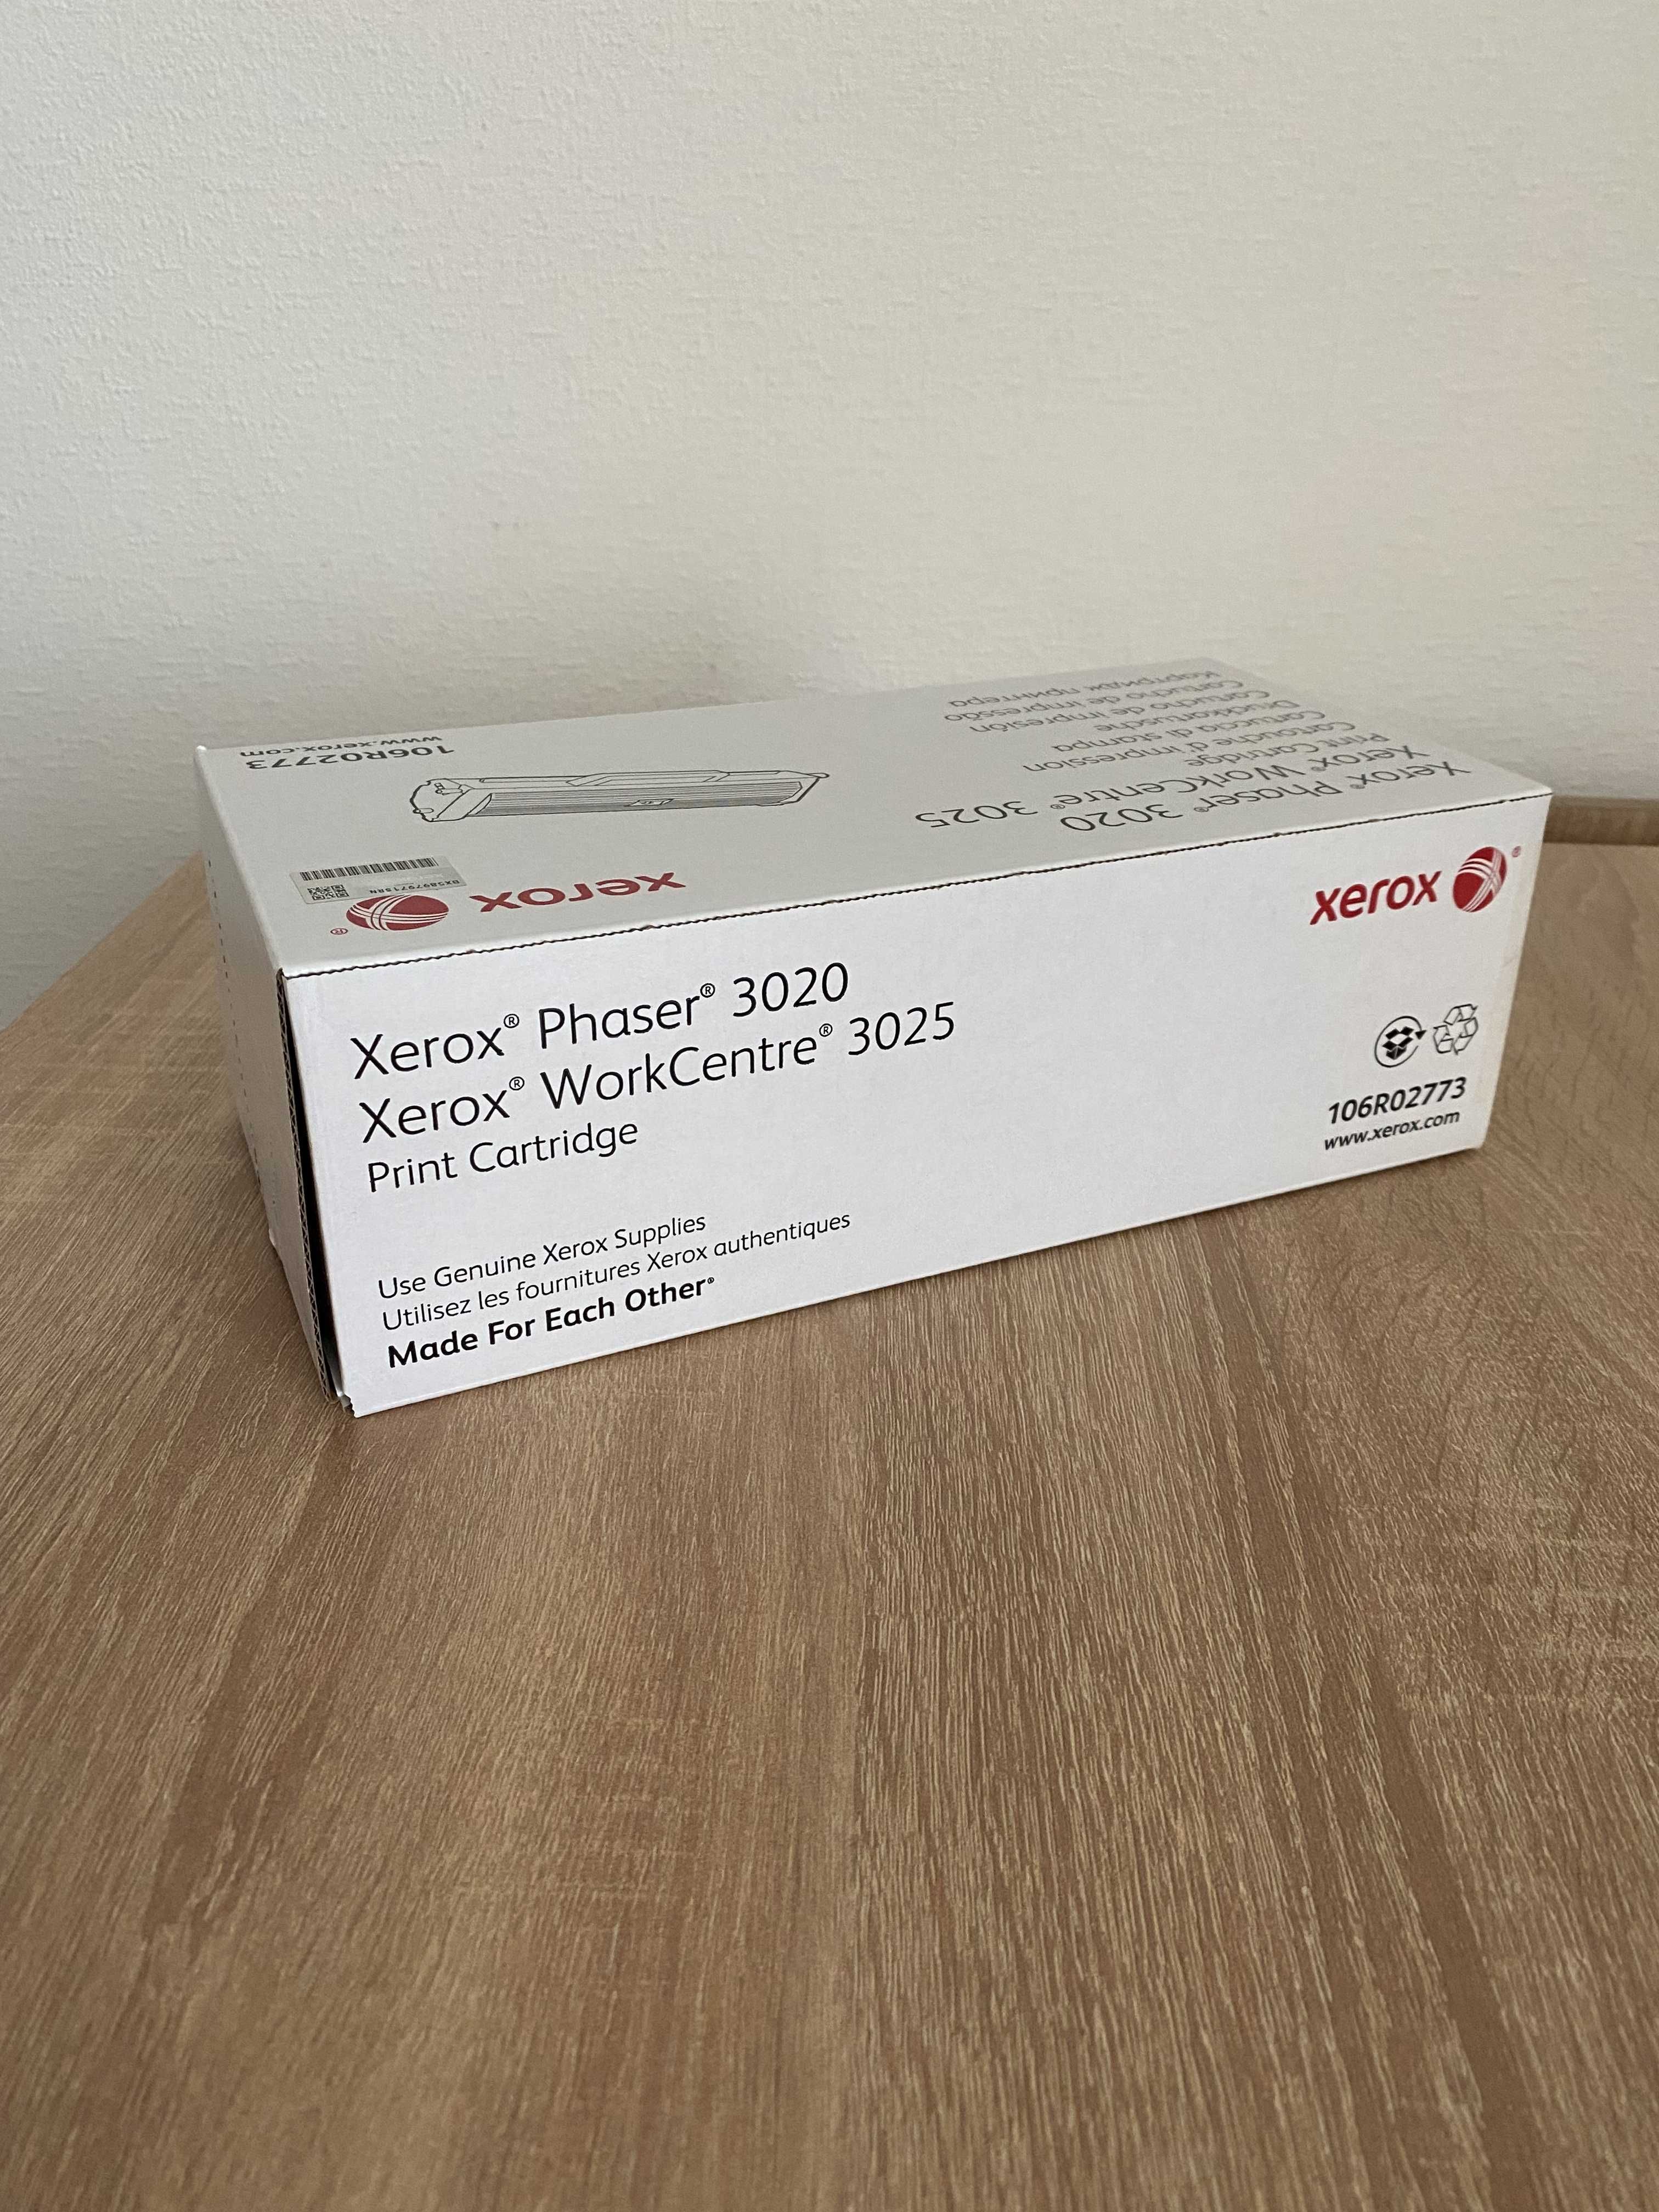 Xerox® Phaser® 3020
Xerox® WorkCentre® 3025
Print Cartridge
Use Genuine Xerox Supplies
Utilisez les fournitures Xerox authentiques
Made For Each Other®
xerox ®
106R02773
www.xerox.com
Xerox® Phaser® 3020
Xerox® WorkCentre® 3025
Print Cartridge
Cartouche d'impression
Cartuccia di stampa
Druckkartusche
Cartucho de impresión
Cartucho de impressão
Картридж принтера
xerox ®
106R02773
www.xerox.com